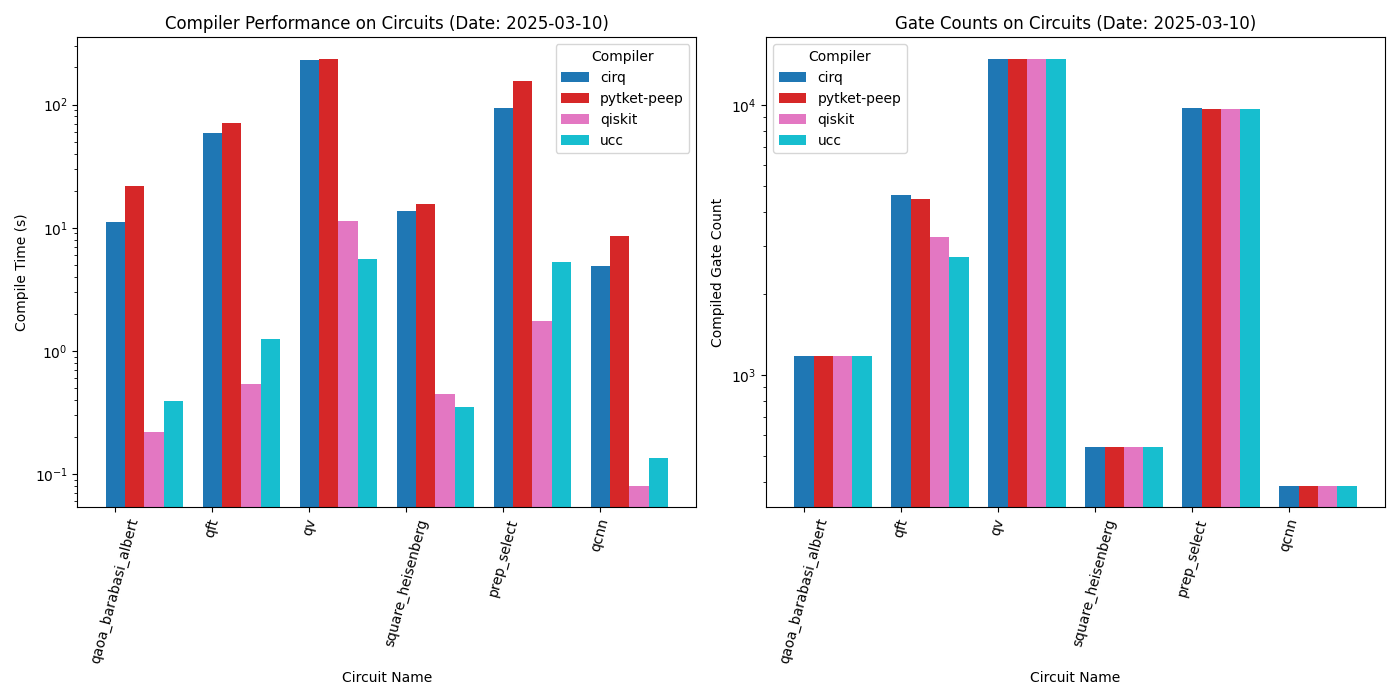 Compiler Performance on Circuits (Date: 2025-03-10)
Compile Time (s)
10²
10¹
10⁰
10⁻¹
Compiler
cirq
pytket-peep
qiskit
ucc
qaoa_barabasi_albert
qft
qv
square_heisenberg
prep_select
qcnn
Circuit Name
Gate Counts on Circuits (Date: 2025-03-10)
Compiled Gate Count
10⁴
10³
Compiler
cirq
pytket-peep
qiskit
ucc
qaoa_barabasi_albert
qft
qv
square_heisenberg
prep_select
qcnn
Circuit Name